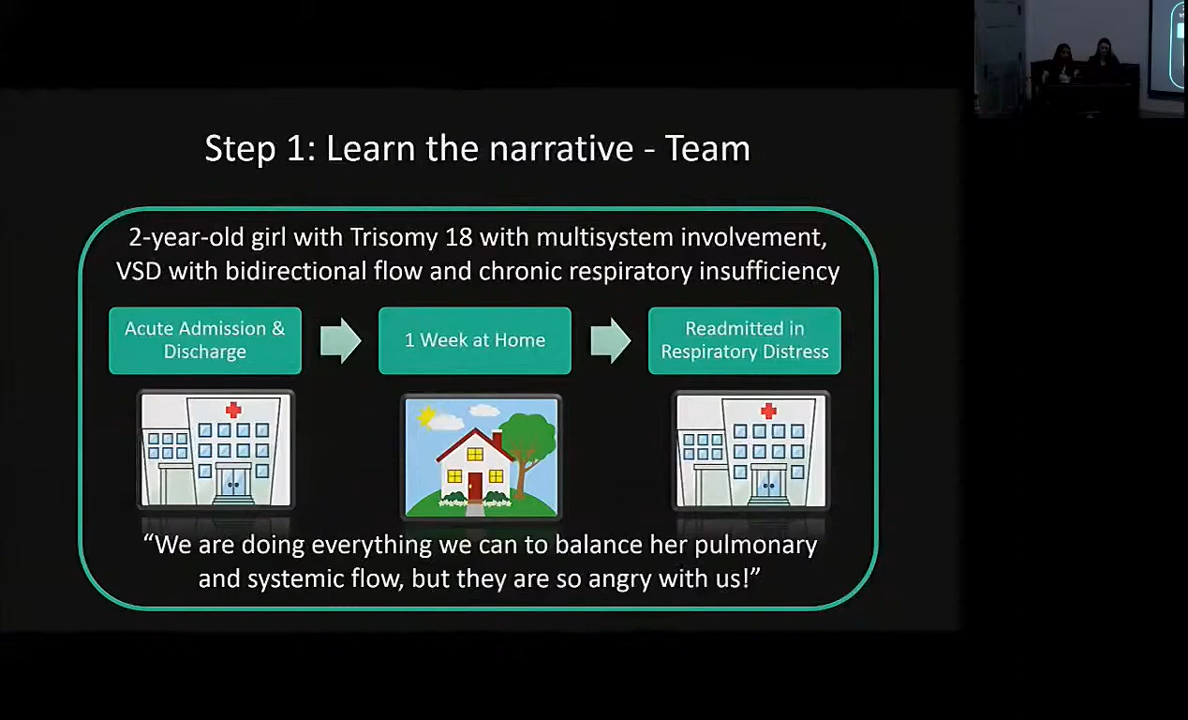 Step 1: Learn the narrative - Team
2-year-old girl with Trisomy 18 with multisystem involvement,
VSD with bidirectional flow and chronic respiratory insufficiency
Acute Admission &
Discharge
1 Week at Home
Readmitted in
Respiratory Distress
“We are doing everything we can to balance her pulmonary
and systemic flow, but they are so angry with us!”